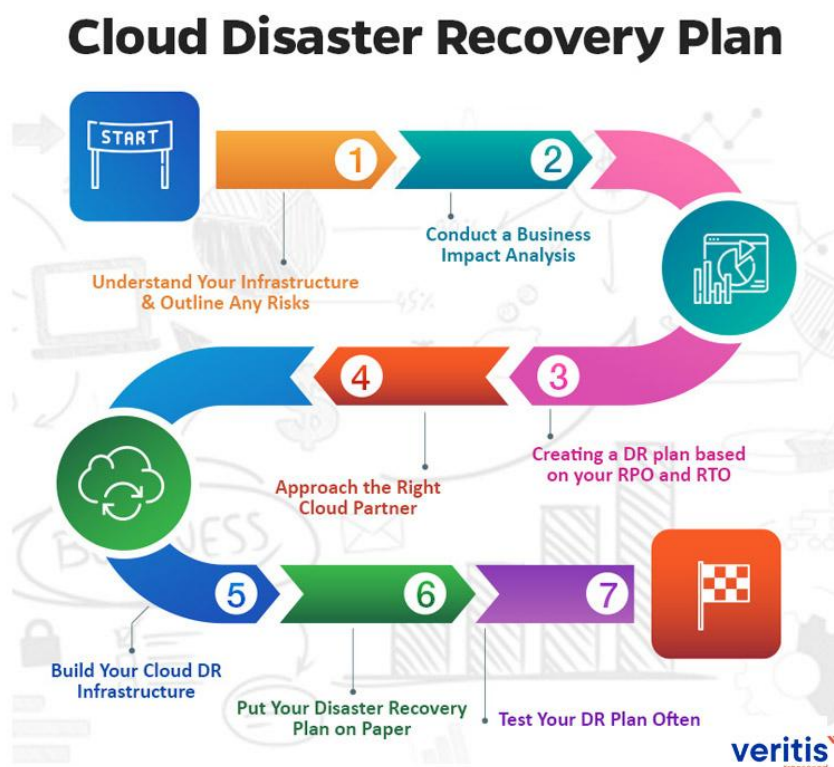 Cloud Disaster Recovery Plan
START
1
2
Conduct a Business
Impact Analysis
Understand Your Infrastructure
& Outline Any Risks
45%
4
3
Creating a DR plan based
on your RPO and RTO
Approach the Right
Cloud Partner
BUSINESS
5
6
7
Build Your Cloud DR
Infrastructure
Put Your Disaster Recovery
Plan on Paper
Test Your DR Plan Often
veritis